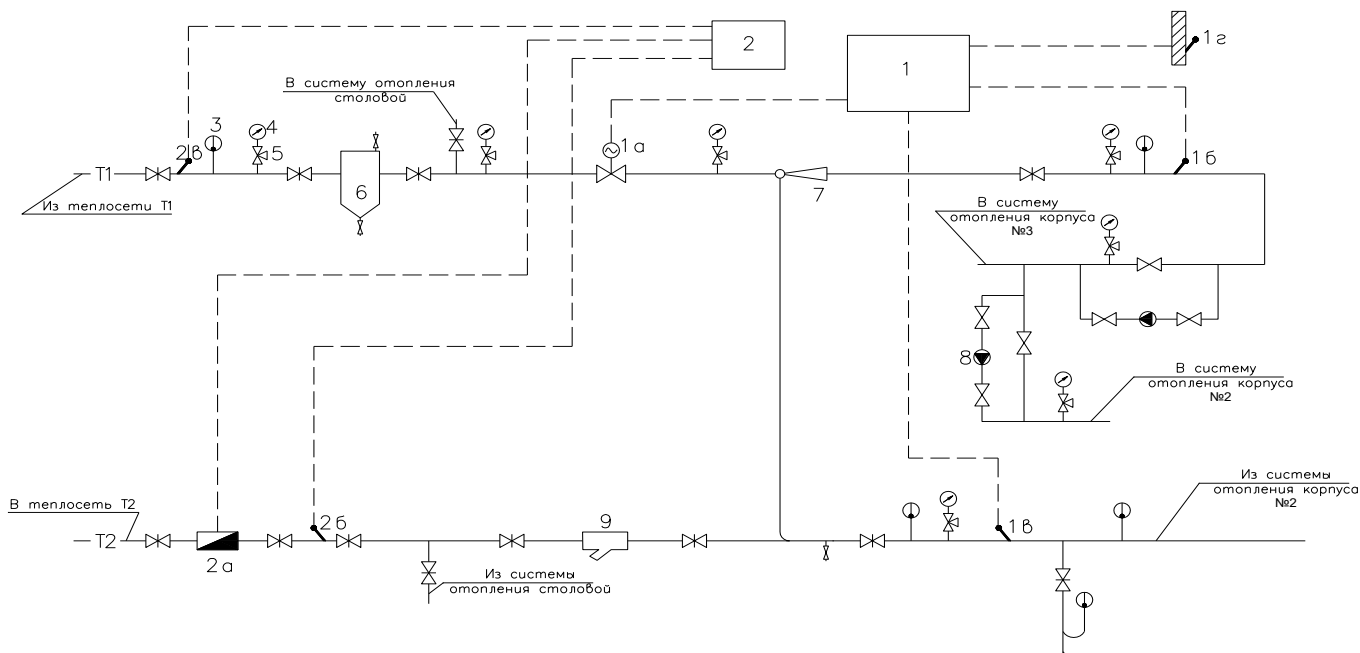 2
1
1г
В систему отопления
столовой
3
4
5
2в
1а
1б
Т1
6
7
Из теплосети Т1
В систему
отопления корпуса
№3
8
В систему
отопления корпуса
№2
Из системы
отопления корпуса
№2
В теплосеть Т2
2б
9
1в
Т2
2а
Из системы
отопления столовой